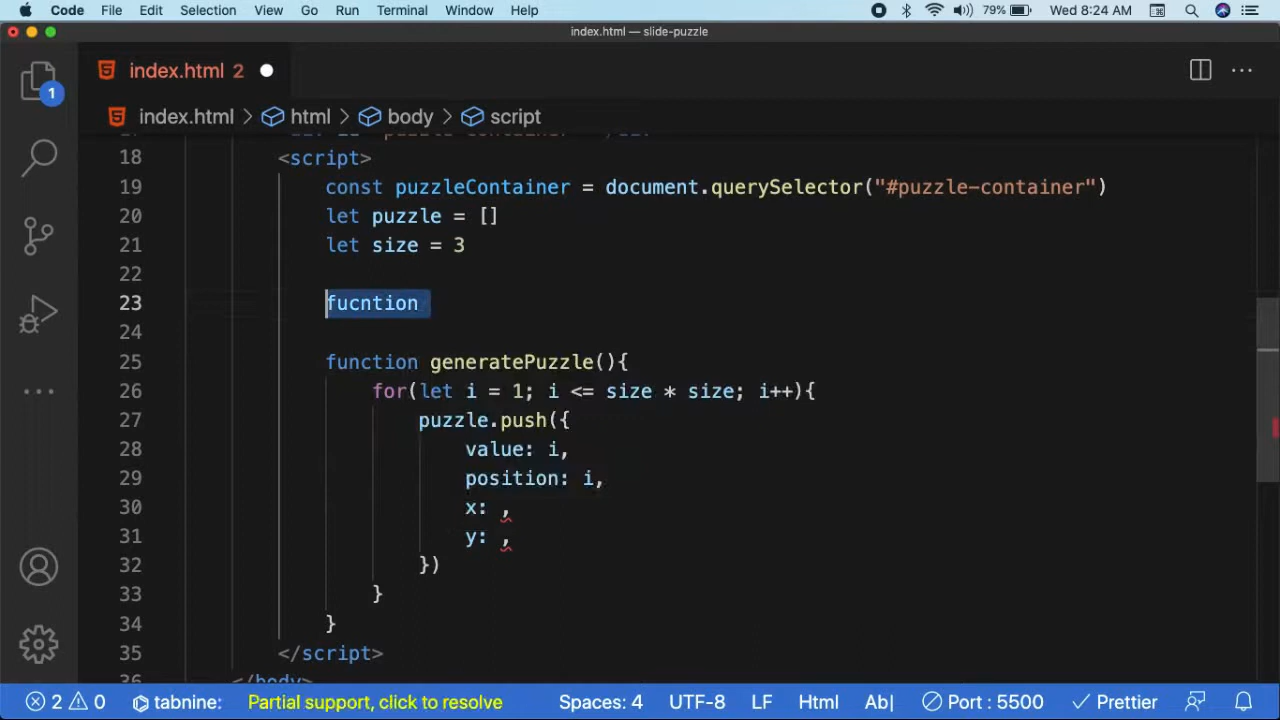 Code File Edit Selection View Go Run Terminal Window Help 79% Wed 8:24 AM
index.html — slide-puzzle
1
index.html 2
index.html > html > body > script
18 <script>
19 const puzzleContainer = document.querySelector("#puzzle-container")
20 let puzzle = []
21 let size = 3
22
23 fucntion
24
25 function generatePuzzle(){
26 for(let i = 1; i <= size * size; i++){
27 puzzle.push({
28 value: i,
29 position: i,
30 x: ,
31 y: ,
32 })
33 }
34 }
35 </script>
36 </body>
2 0 tabnine: Partial support, click to resolve Spaces: 4 UTF-8 LF Html Ab| Port : 5500 Prettier